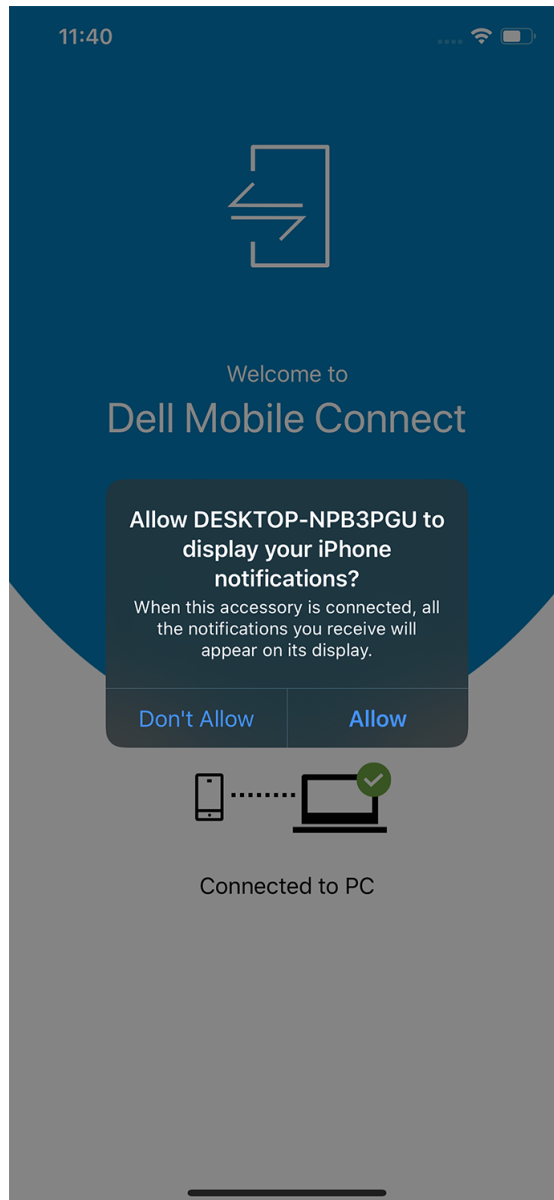 11:40
Welcome to
Dell Mobile Connect
Allow DESKTOP-NPB3PGU to
display your iPhone
notifications?
When this accessory is connected, all
the notifications you receive will
appear on its display.
Don't Allow
Allow
Connected to PC